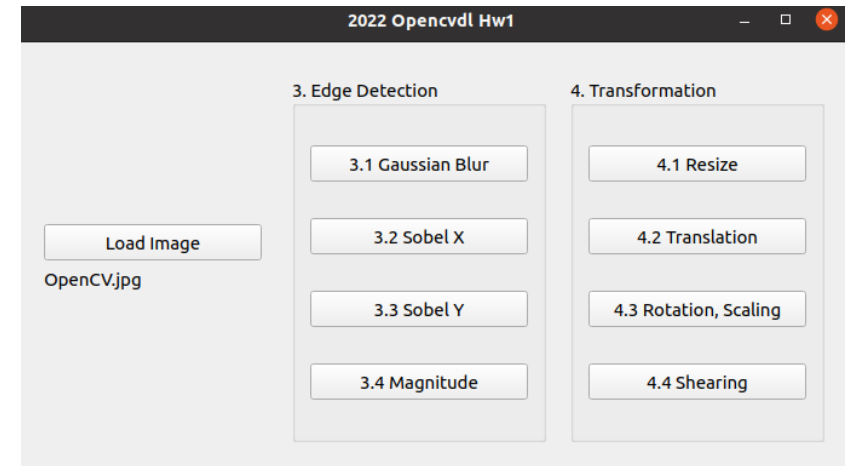 2022 Opencvdl Hw1
Load Image
OpenCV.jpg
3. Edge Detection
3.1 Gaussian Blur
3.2 Sobel X
3.3 Sobel Y
3.4 Magnitude
4. Transformation
4.1 Resize
4.2 Translation
4.3 Rotation, Scaling
4.4 Shearing